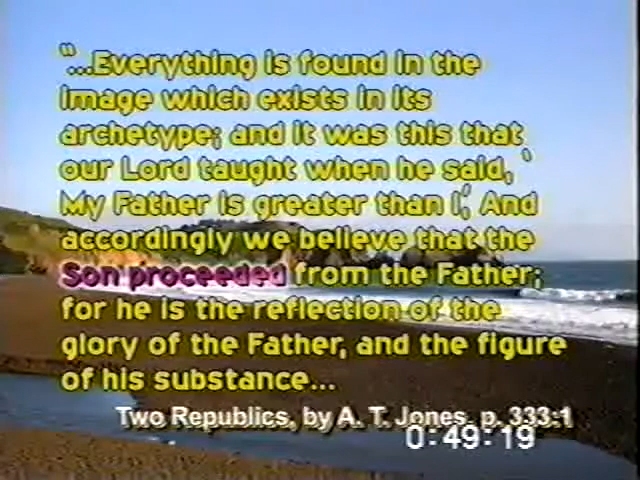 "...Everything is found in the
image which exists in its
archetype; and it was this that
our Lord taught when he said, '
My Father is greater than I,' And
accordingly we believe that the
Son proceeded from the Father;
for he is the reflection of the
glory of the Father, and the figure
of his substance...
Two Republics, by A. T. Jones, p. 333:1
0:49:19